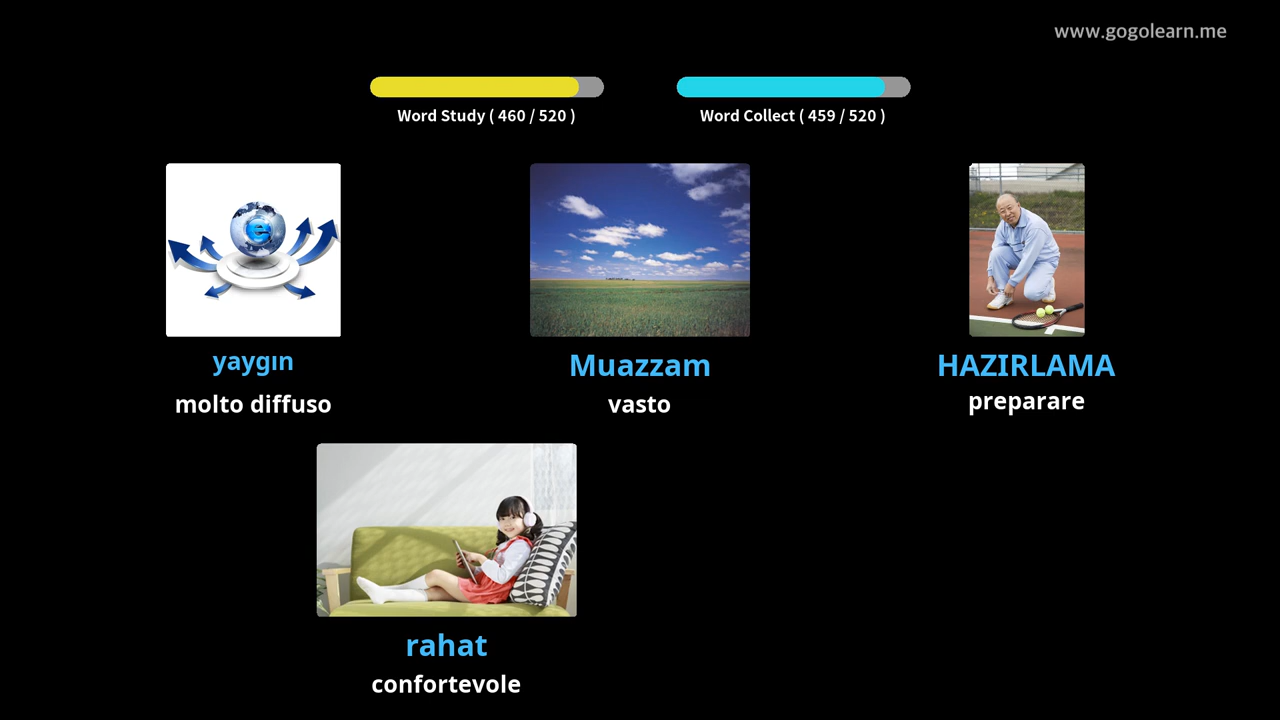 www.gogolearn.me
Word Study ( 460 / 520 )
Word Collect ( 459 / 520 )
e
yaygın
molto diffuso
Muazzam
vasto
HAZIRLAMA
preparare
rahat
confortevole